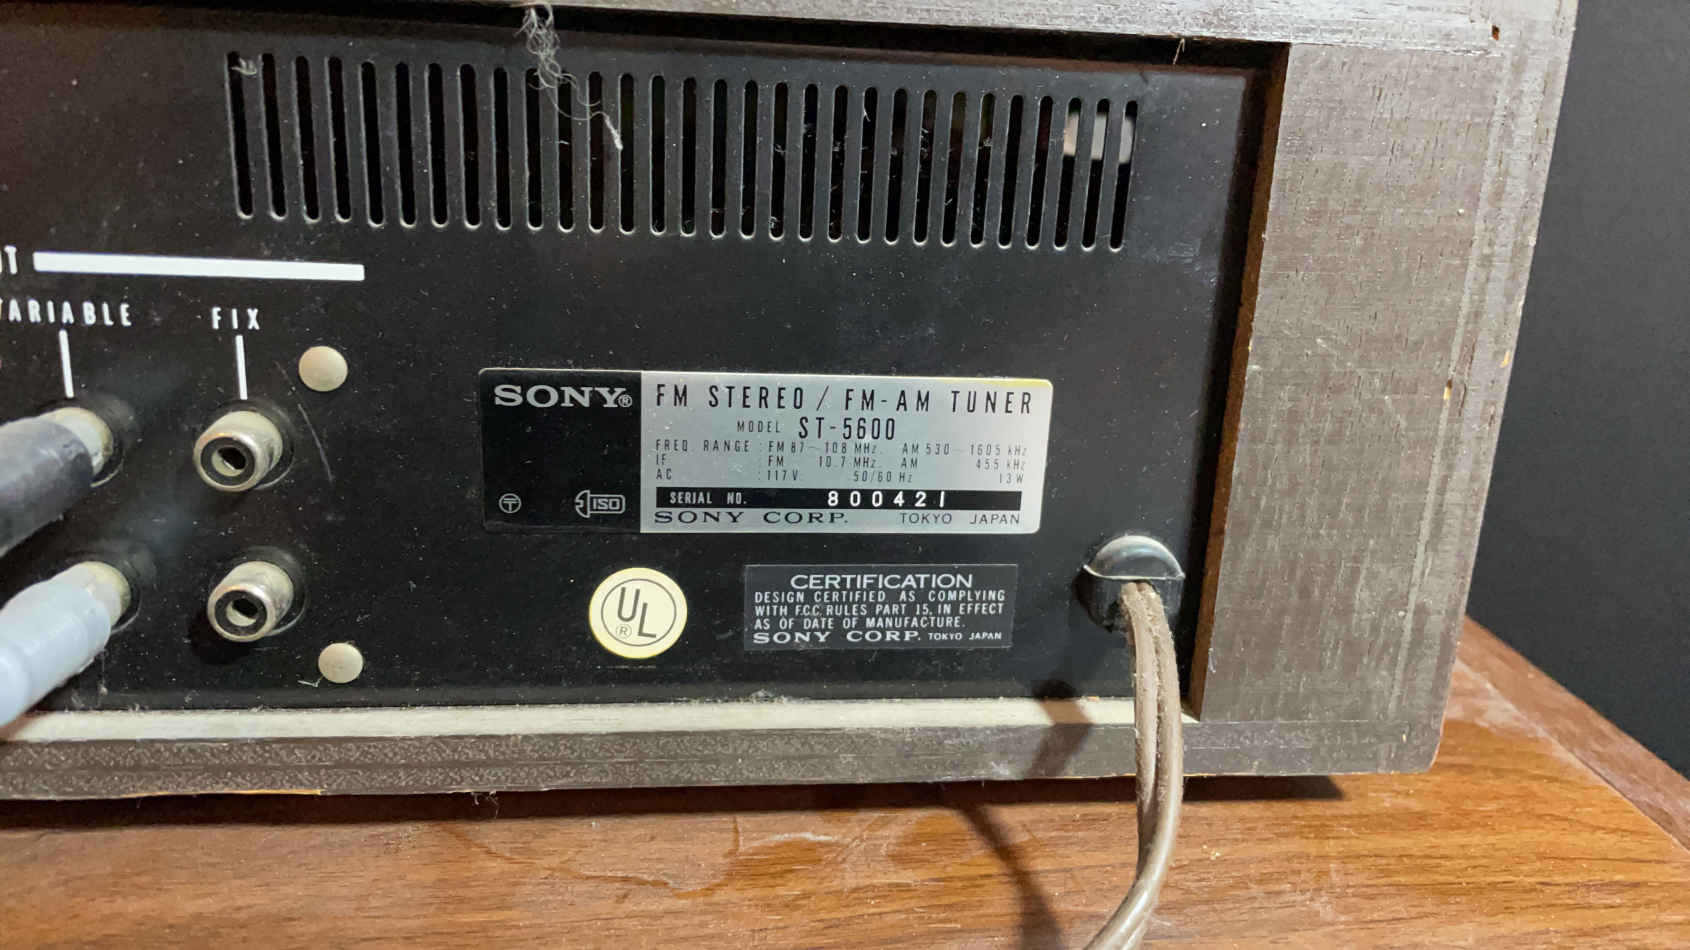 VARIABLE
FIX
SONY®
FM STEREO / FM-AM TUNER
MODEL ST-5600
FREQ. RANGE : FM 87～108 MHz. AM 530～1605 kHz
IF : FM 10.7 MHz. AM 455 kHz
AC : 117V. 50/60 Hz 13W
SERIAL NO. 800421
ISO
SONY CORP. TOKYO JAPAN
UL®
CERTIFICATION
DESIGN CERTIFIED AS COMPLYING
WITH F.C.C. RULES PART 15, IN EFFECT
AS OF DATE OF MANUFACTURE.
SONY CORP. TOKYO JAPAN